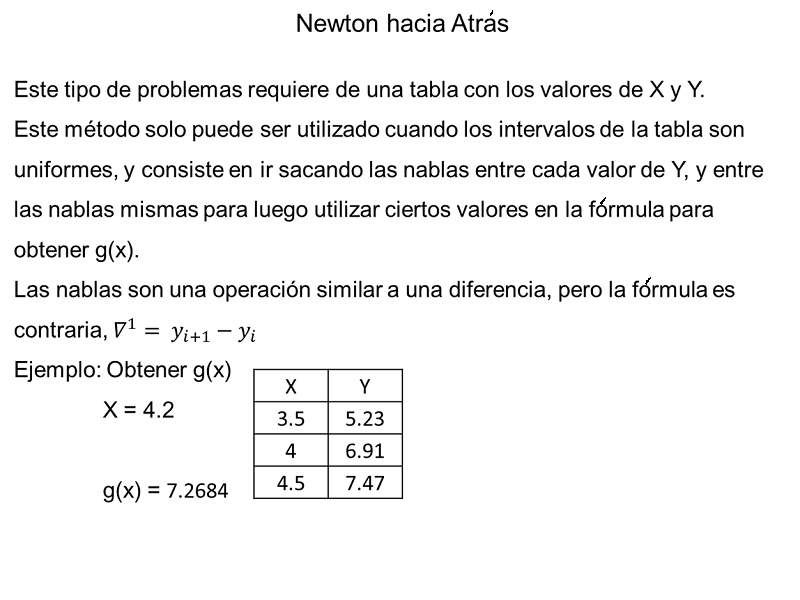 Newton hacia Atrás
Este tipo de problemas requiere de una tabla con los valores de X y Y.
Este método solo puede ser utilizado cuando los intervalos de la tabla son
uniformes, y consiste en ir sacando las nablas entre cada valor de Y, y entre
las nablas mismas para luego utilizar ciertos valores en la fórmula para
obtener g(x).
Las nablas son una operación similar a una diferencia, pero la fórmula es
contraria, ∇¹ = yᵢ₊₁ − yᵢ
Ejemplo: Obtener g(x)
X = 4.2
g(x) = 7.2684
X Y
3.5 5.23
4 6.91
4.5 7.47